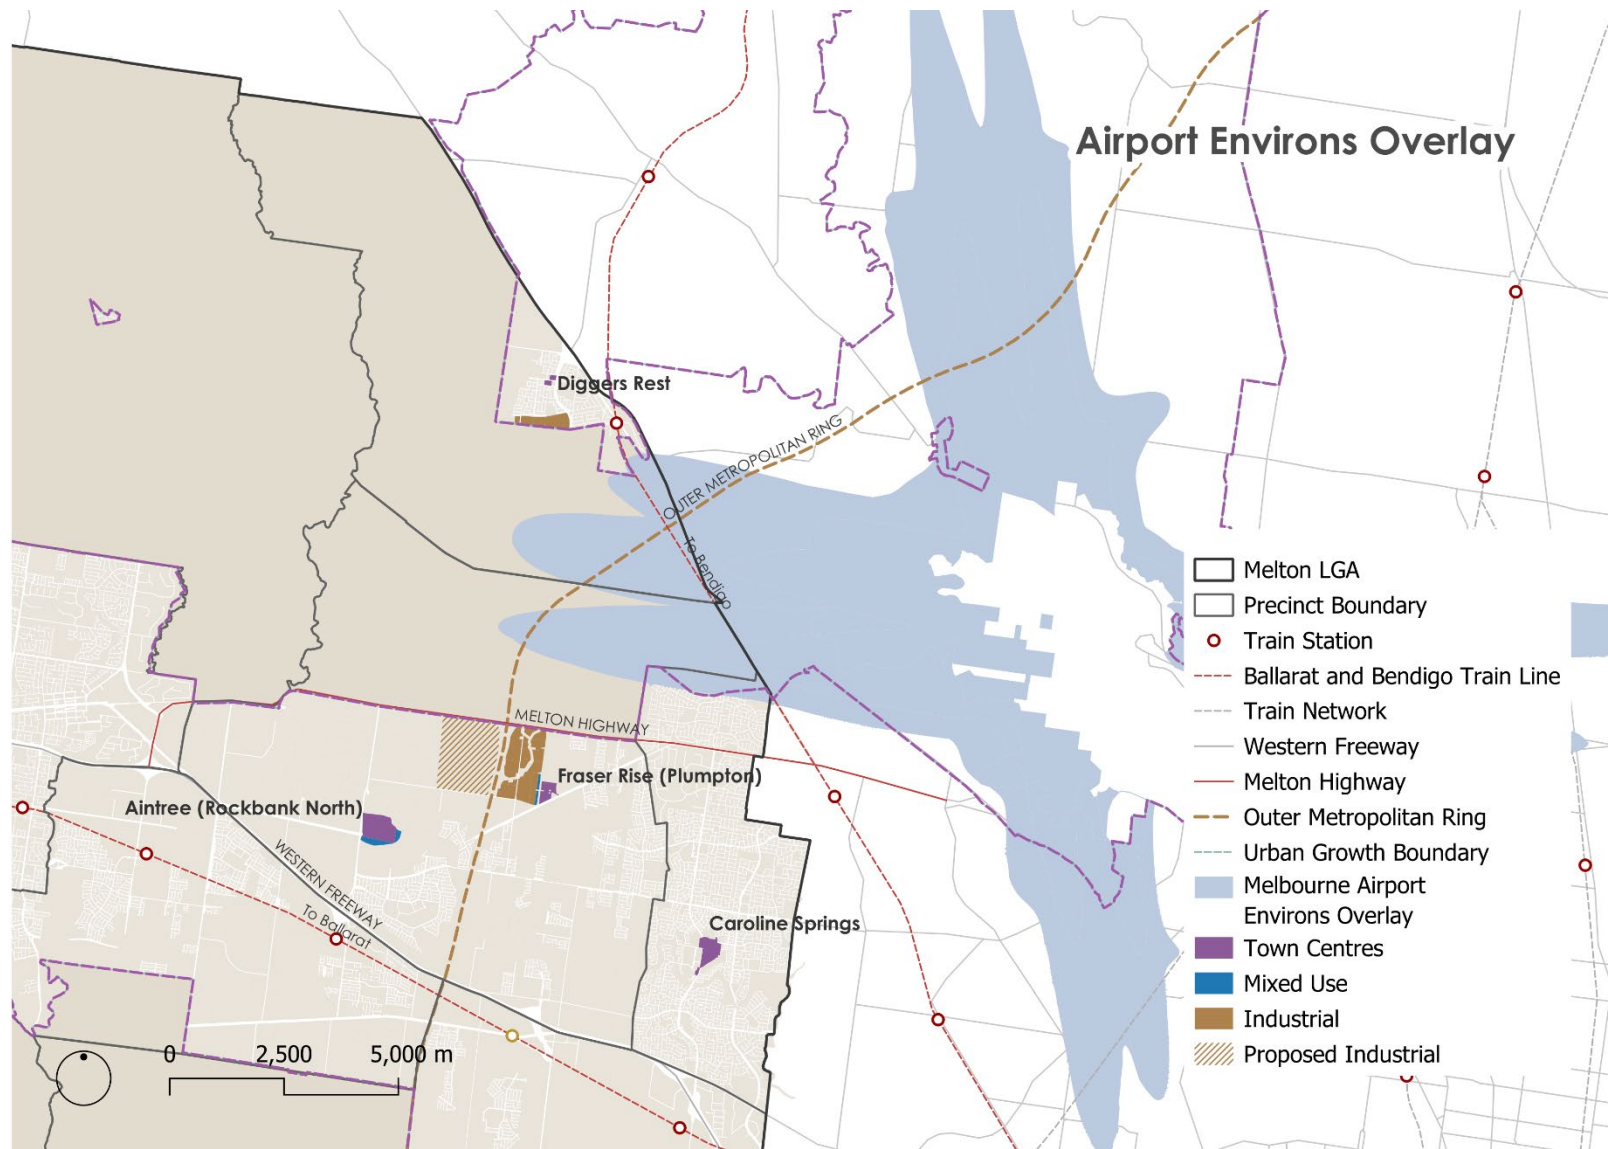 Airport Environs Overlay
Diggers Rest
OUTER METROPOLITAN RING
To Bendigo
MELTON HIGHWAY
Fraser Rise (Plumpton)
Aintree (Rockbank North)
WESTERN FREEWAY
To Ballarat
Caroline Springs
0 2,500 5,000 m
Melton LGA
Precinct Boundary
Train Station
Ballarat and Bendigo Train Line
Train Network
Western Freeway
Melton Highway
Outer Metropolitan Ring
Urban Growth Boundary
Melbourne Airport
Environs Overlay
Town Centres
Mixed Use
Industrial
Proposed Industrial